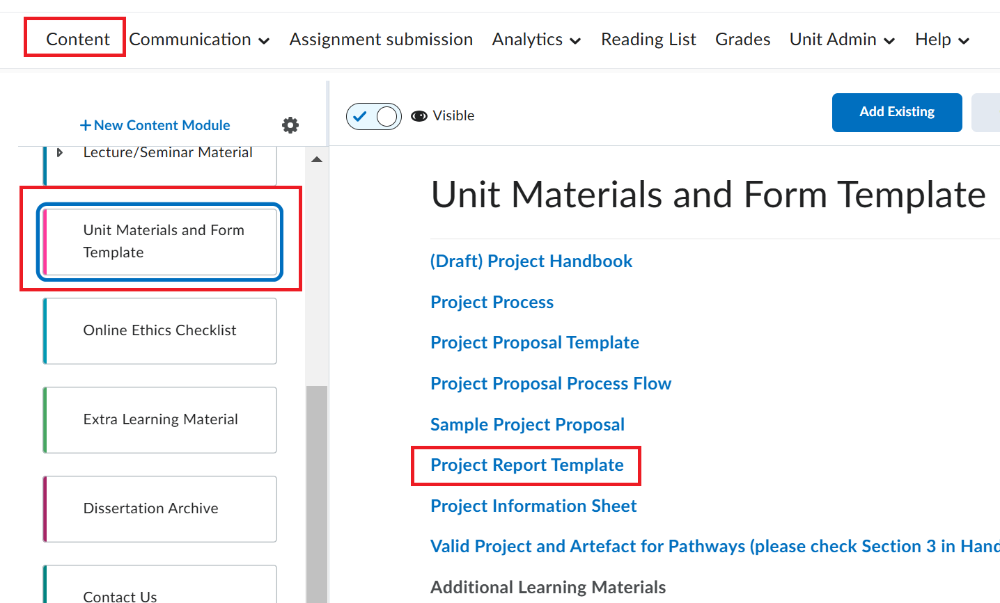 Content Communication Assignment submission Analytics Reading List Grades Unit Admin Help
+ New Content Module
Lecture/Seminar Material
Unit Materials and Form
Template
Online Ethics Checklist
Extra Learning Material
Dissertation Archive
Contact Us
Visible
Add Existing
Unit Materials and Form Template
(Draft) Project Handbook
Project Process
Project Proposal Template
Project Proposal Process Flow
Sample Project Proposal
Project Report Template
Project Information Sheet
Valid Project and Artefact for Pathways (please check Section 3 in Hand
Additional Learning Materials